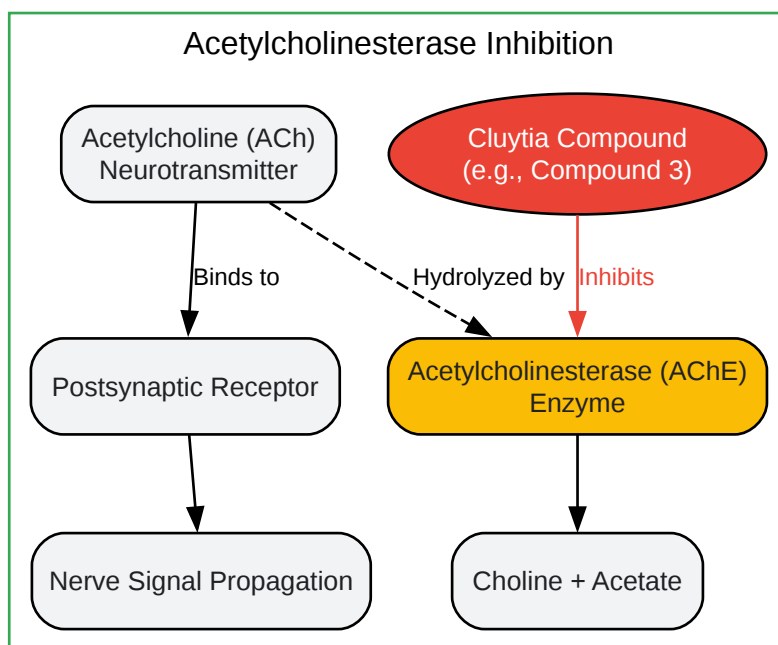 Acetylcholinesterase Inhibition
Acetylcholine (ACh)
Neurotransmitter
Cluytia Compound
(e.g., Compound 3)
Binds to
Hydrolyzed by
Inhibits
Postsynaptic Receptor
Acetylcholinesterase (AChE)
Enzyme
Nerve Signal Propagation
Choline + Acetate